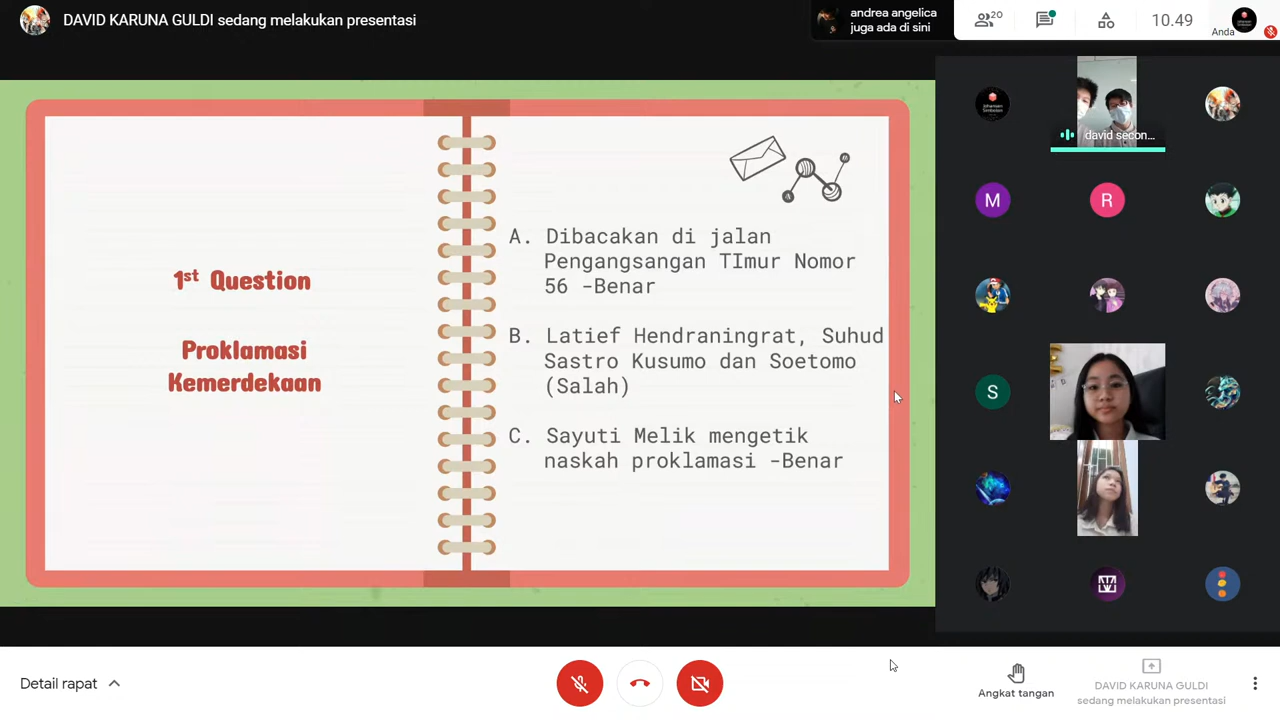 DAVID KARUNA GULDI sedang melakukan presentasi
andrea angelica
juga ada di sini
20
10.49
Anda
david secon...
M
R
S
1st Question
Proklamasi
Kemerdekaan
A. Dibacakan di jalan
Pengangsangan TImur Nomor
56 -Benar
B. Latief Hendraningrat, Suhud
Sastro Kusumo dan Soetomo
(Salah)
C. Sayuti Melik mengetik
naskah proklamasi -Benar
Detail rapat
Angkat tangan
DAVID KARUNA GULDI
sedang melakukan presentasi